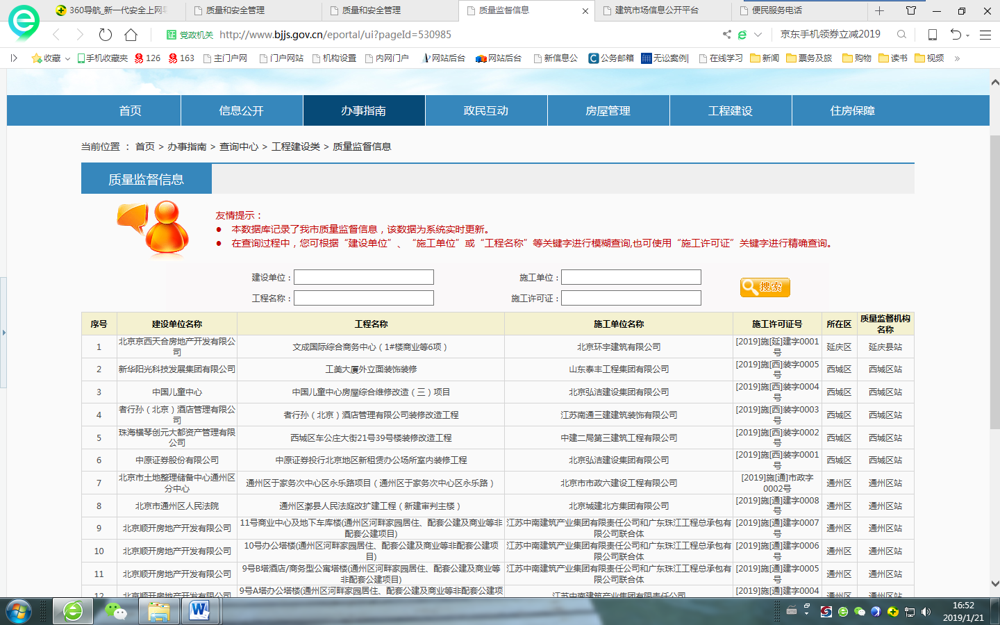 360导航_新一代安全上网导
质量和安全管理
质量和安全管理
质量监督信息
建筑市场信息公开平台
便民服务电话
证 党政机关 http://www.bjjs.gov.cn/eportal/ui?pageId=530985
京东手机领券立减2019
收藏 手机收藏夹 126 163 主门户网 门户网站 机构设置 内网门户 网站后台 网站后台 新信息公 公务邮箱 无讼案例| 在线学习 新闻 票务及旅 购物 读书 视频 »
首页 信息公开 办事指南 政民互动 房屋管理 工程建设 住房保障
当前位置 ： 首页 > 办事指南 > 查询中心 > 工程建设类 > 质量监督信息
质量监督信息
友情提示：
● 本数据库记录了我市质量监督信息，该数据为系统实时更新。
● 在查询过程中，您可根据“建设单位”、“施工单位”或“工程名称”等关键字进行模糊查询,也可使用“施工许可证”关键字进行精确查询。
建设单位： 施工单位：
搜索
工程名称： 施工许可证：
序号 建设单位名称 工程名称 施工单位名称 施工许可证号 所在区 质量监督机构名称
1 北京京西天合房地产开发有限公司 文成国际综合商务中心（1#楼商业等6项） 北京环宇建筑有限公司 [2019]施[延]建字0001号 延庆区 延庆县站
2 新华阳光科技发展集团有限公司 工美大厦外立面装饰装修 山东泰丰工程集团有限公司 [2019]施[西]装字0005号 西城区 西城区站
3 中国儿童中心 中国儿童中心房屋综合维修改造（三）项目 北京弘洁建设集团有限公司 [2019]施[西]装字0004号 西城区 西城区站
4 者行孙（北京）酒店管理有限公司 者行孙（北京）酒店管理有限公司装修改造工程 江苏南通三建建筑装饰有限公司 [2019]施[西]装字0003号 西城区 西城区站
5 珠海横琴创元大都资产管理有限公司 西城区车公庄大街21号39号楼装修改造工程 中建二局第三建筑工程有限公司 [2019]施[西]装字0002号 西城区 西城区站
6 中原证券股份有限公司 中原证券投行北京地区新租赁办公场所室内装修工程 北京弘洁建设集团有限公司 [2019]施[西]装字0001号 西城区 西城区站
7 北京市土地整理储备中心通州区分中心 通州区于家务次中心区永乐路项目（通州区于家务次中心区永乐路） 北京市市政六建设工程有限公司 [2019]施[通]市政字0002号 通州区 通州区站
8 北京市通州区人民法院 通州区漷县人民法庭改扩建工程（新建审判主楼） 北京城建北方集团有限公司 [2019]施[通]建字0008号 通州区 通州区站
9 北京顺开房地产开发有限公司 11号商业中心及地下车库楼(通州区河畔家园居住、配套公建及商业等非配套公建项目) 江苏中南建筑产业集团有限责任公司和广东珠江工程总承包有限公司联合体 [2019]施[通]建字0007号 通州区 通州区站
10 北京顺开房地产开发有限公司 10号办公塔楼(通州区河畔家园居住、配套公建及商业等非配套公建项目) 江苏中南建筑产业集团有限责任公司和广东珠江工程总承包有限公司联合体 [2019]施[通]建字0006号 通州区 通州区站
11 北京顺开房地产开发有限公司 9号B塔酒店/商务型公寓塔楼(通州区河畔家园居住、配套公建及商业等非配套公建项目) 江苏中南建筑产业集团有限责任公司和广东珠江工程总承包有限公司联合体 [2019]施[通]建字0005号 通州区 通州区站
12 北京顺开房地产开发有限公司 9号A塔办公塔楼(通州区河畔家园居住、配套公建及商业等非配套公建项 江苏中南建筑产业集团有限责任公司 [2019]施[通]建字0004 通州区 通州区站
16:52
2019/1/21